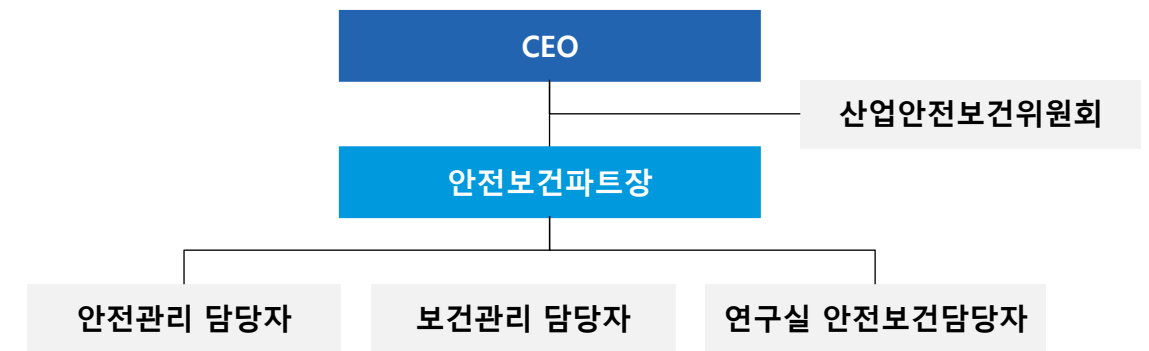 CEO
산업안전보건위원회
안전보건파트장
안전관리 담당자
보건관리 담당자
연구실 안전보건담당자